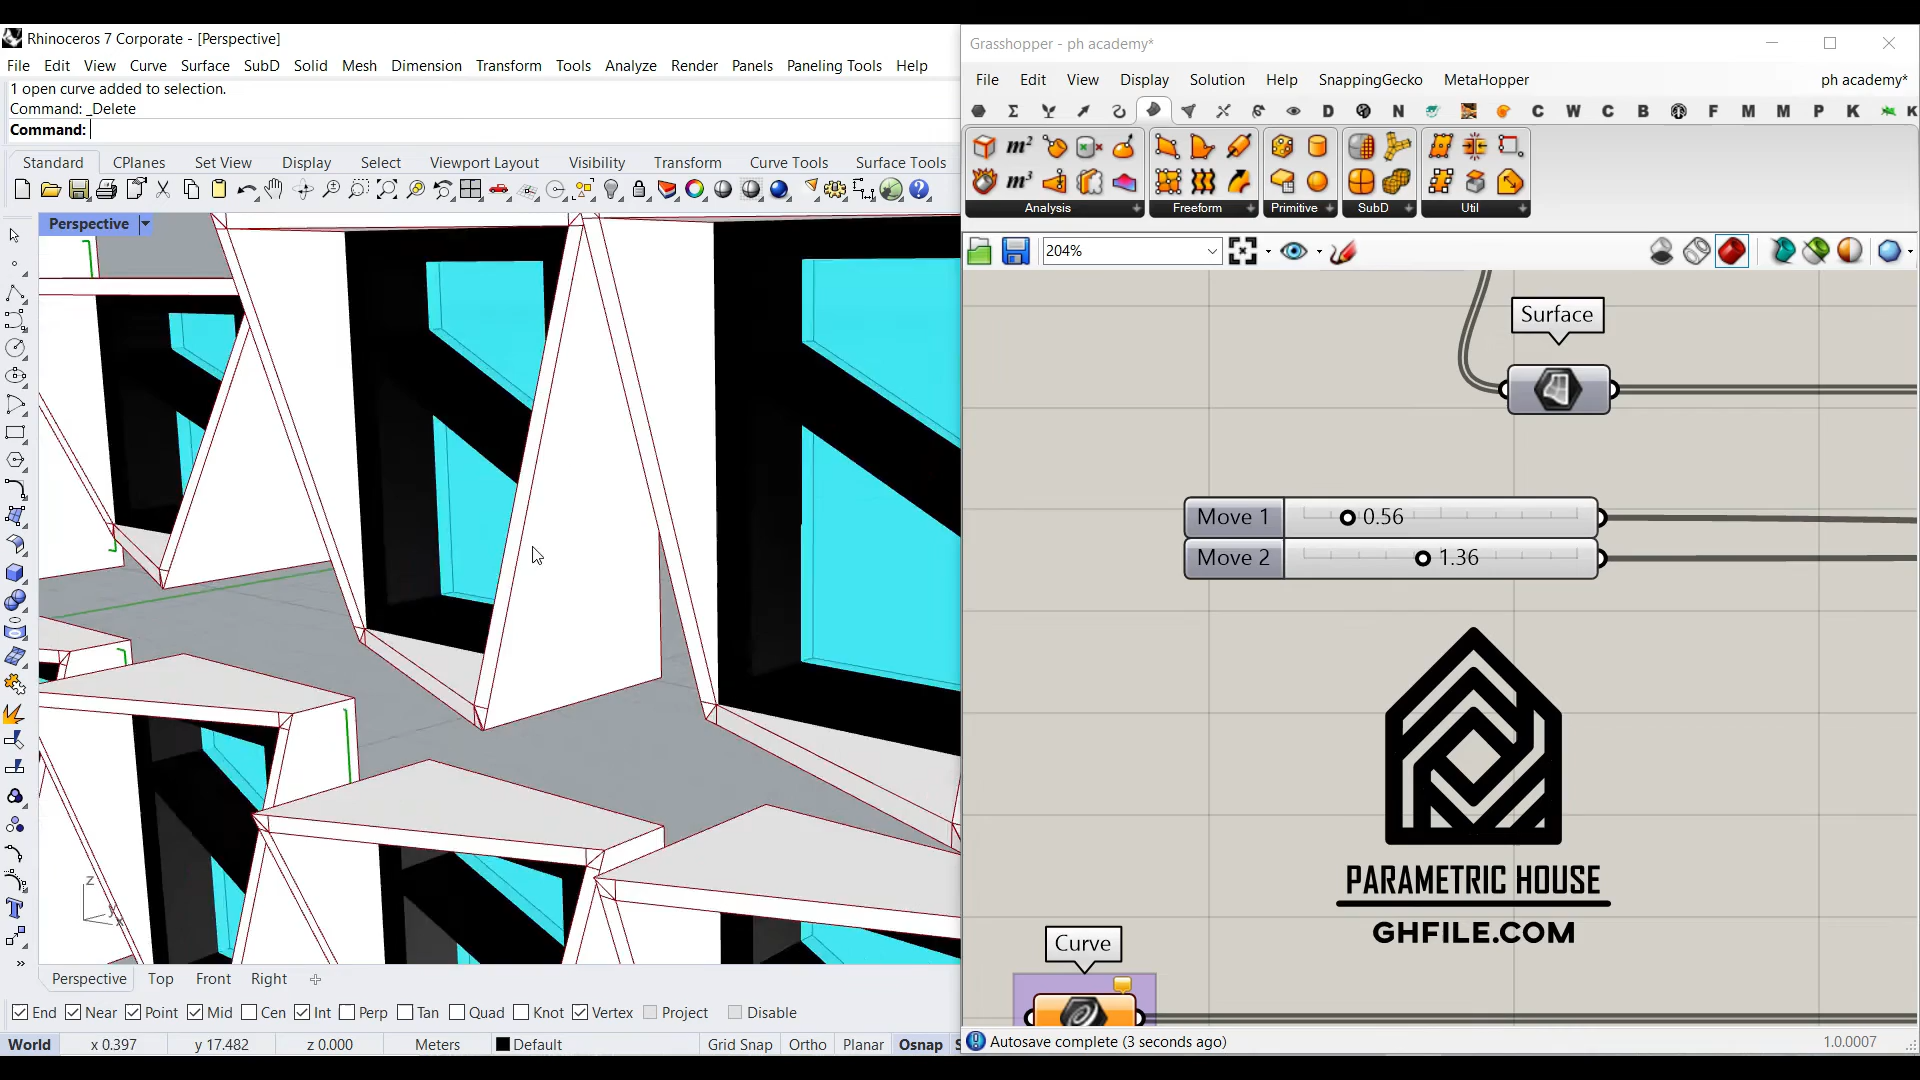 Rhinoceros 7 Corporate - [Perspective]
File Edit View Curve Surface SubD Solid Mesh Dimension Transform Tools Analyze Render Panels Paneling Tools Help
1 open curve added to selection.
Command: _Delete
Command:
Standard CPlanes Set View Display Select Viewport Layout Visibility Transform Curve Tools Surface Tools
Perspective
z
y
x
Perspective Top Front Right
End Near Point Mid Cen Int Perp Tan Quad Knot Vertex Project Disable
World x 0.397 y 17.482 z 0.000 Meters Default Grid Snap Ortho Planar Osnap S
Grasshopper - ph academy*
File Edit View Display Solution Help SnappingGecko MetaHopper ph academy*
D N C W C B F M M P K K
m² m³
Analysis Freeform Primitive SubD Util
204%
Surface
Move 1 0.56
Move 2 1.36
PARAMETRIC HOUSE
GHFILE.COM
Curve
Autosave complete (3 seconds ago) 1.0.0007